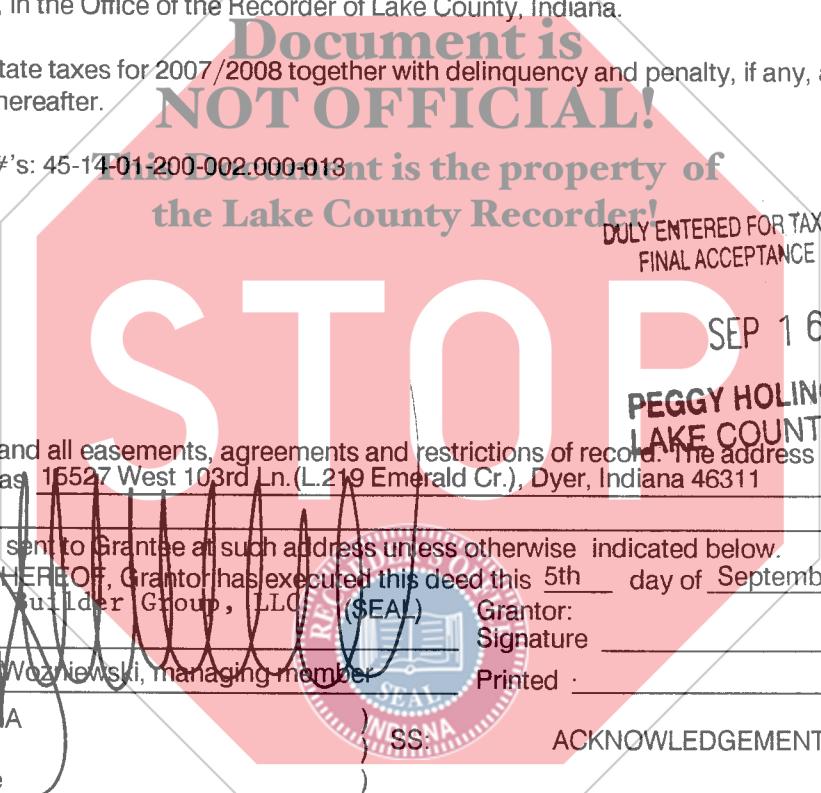 , in the Office of the Recorder of Lake County, Indiana.
Document is
tate taxes for 2007/2008 together with delinquency and penalty, if any, a
hereafter.
NOT OFFICIAL!
#'s: 45-14-01-200-002.000-013
This Document is the property of
the Lake County Recorder!
DULY ENTERED FOR TAX
FINAL ACCEPTANCE
STOP
SEP 16
PEGGY HOLING
LAKE COUNT
and all easements, agreements and restrictions of record. The address
as 15527 West 103rd Ln.(L.219 Emerald Cr.), Dyer, Indiana 46311
sent to Grantee at such address unless otherwise indicated below.
HEREOF, Grantor has executed this deed this 5th day of Septemb
Builder Group, LLC (SEAL) Grantor:
Signature
Wozniewski, managing member Printed
RECORDER OF
SEAL
INDIANA
A )
) SS: ACKNOWLEDGEMENT
e )